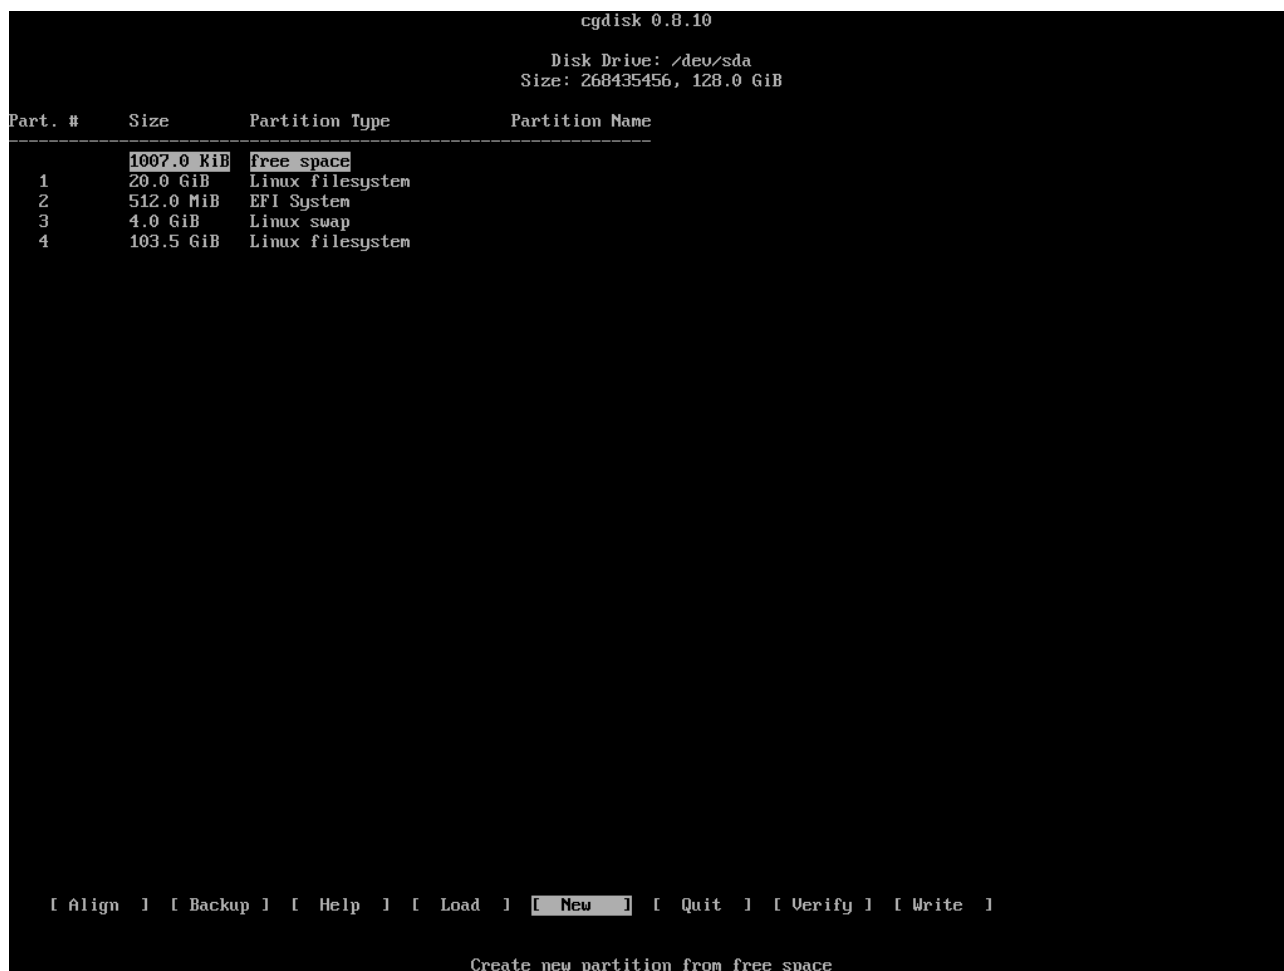 cgdisk 0.8.10
Disk Drive: /dev/sda
Size: 268435456, 128.0 GiB
Part. # Size Partition Type Partition Name
----------------------------------------------------------------
1007.0 KiB free space
1 20.0 GiB Linux filesystem
2 512.0 MiB EFI System
3 4.0 GiB Linux swap
4 103.5 GiB Linux filesystem
[ Align ] [ Backup ] [ Help ] [ Load ] [ New ] [ Quit ] [ Verify ] [ Write ]
Create new partition from free space